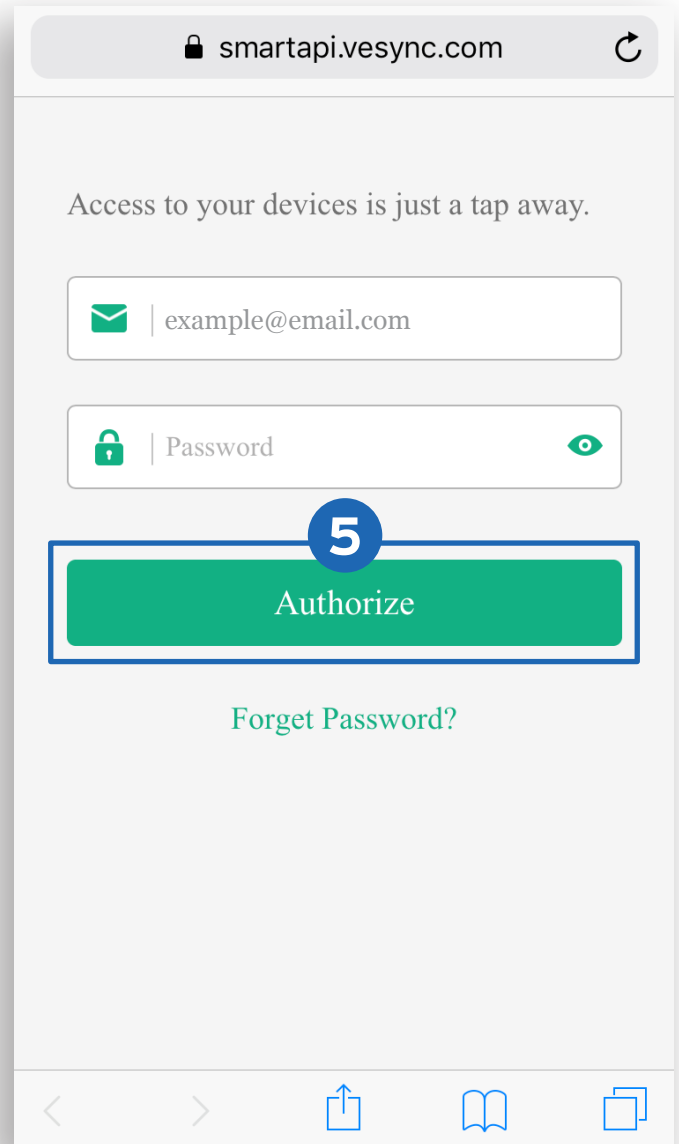 smartapi.vesync.com
Access to your devices is just a tap away.
example@email.com
Password
5
Authorize
Forget Password?